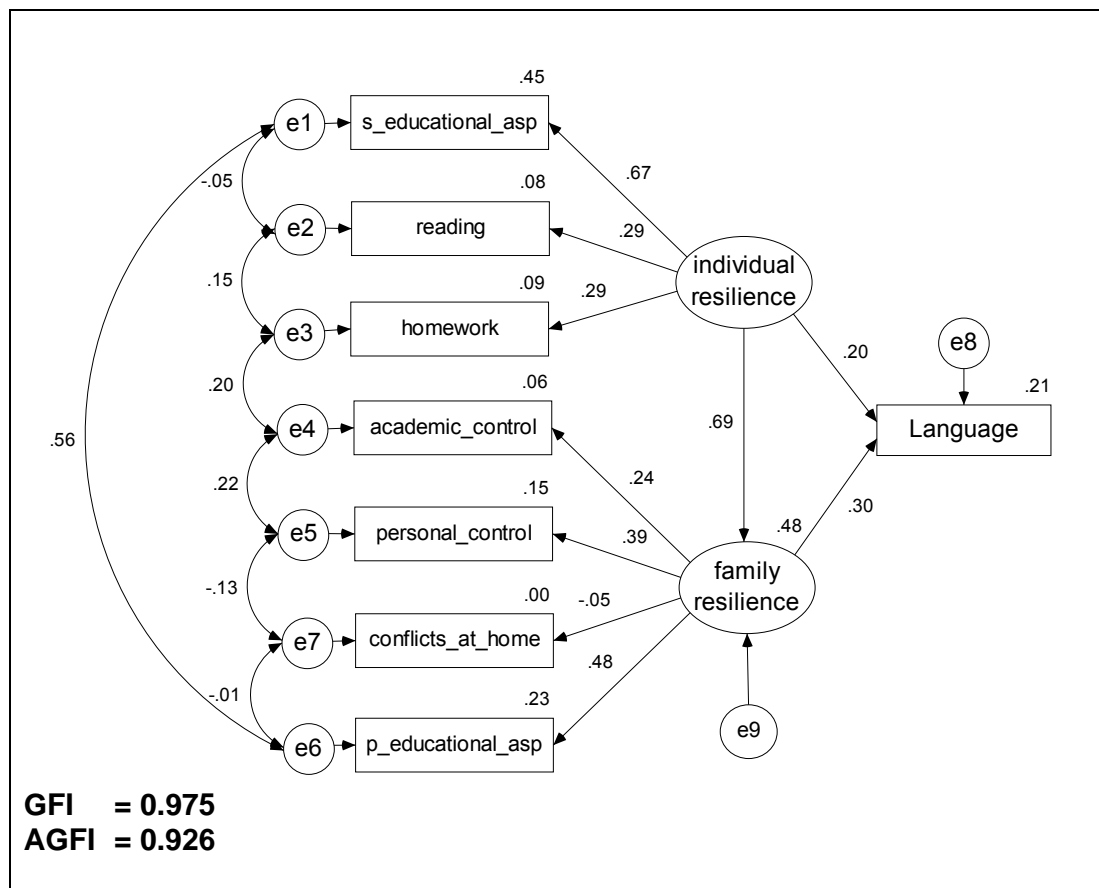 .45
e1
s_educational_asp
-.05
.67
.08
e2
reading
.29
individual
resilience
.15
.09
.29
e3
homework
.20
e8
.20
.06
.21
e4
academic_control
.69
Language
.56
.24
.22
.15
.30
.48
e5
personal_control
.39
family
resilience
-.13
.00
-.05
e7
conflicts_at_home
.48
-.01
.23
e6
p_educational_asp
e9
GFI = 0.975
AGFI = 0.926